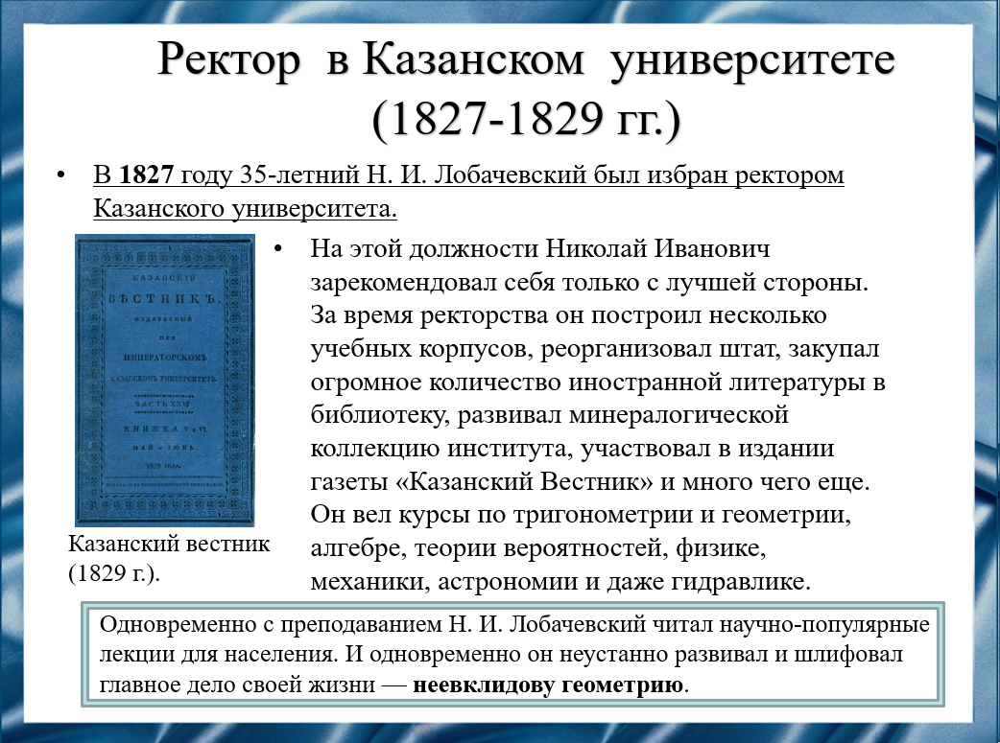 Ректор в Казанском университете
(1827-1829 гг.)
• В 1827 году 35-летний Н. И. Лобачевский был избран ректором
Казанского университета.
КАЗАНСКІЙ
ВѢСТНИКЪ,
ИЗДАВАЕМЫЙ
ПРИ
ИМПЕРАТОРСКОМЪ
КАЗАНСКОМЪ УНИВЕРСИТЕТѢ
ЧАСТЬ
КНИЖКА V и VI.
МАЙ и ІЮНЬ,
1829 ГОДА.
Казанский вестник
(1829 г.).
• На этой должности Николай Иванович
зарекомендовал себя только с лучшей стороны.
За время ректорства он построил несколько
учебных корпусов, реорганизовал штат, закупал
огромное количество иностранной литературы в
библиотеку, развивал минералогической
коллекцию института, участвовал в издании
газеты «Казанский Вестник» и много чего еще.
Он вел курсы по тригонометрии и геометрии,
алгебре, теории вероятностей, физике,
механики, астрономии и даже гидравлике.
Одновременно с преподаванием Н. И. Лобачевский читал научно-популярные
лекции для населения. И одновременно он неустанно развивал и шлифовал
главное дело своей жизни — неевклидову геометрию.